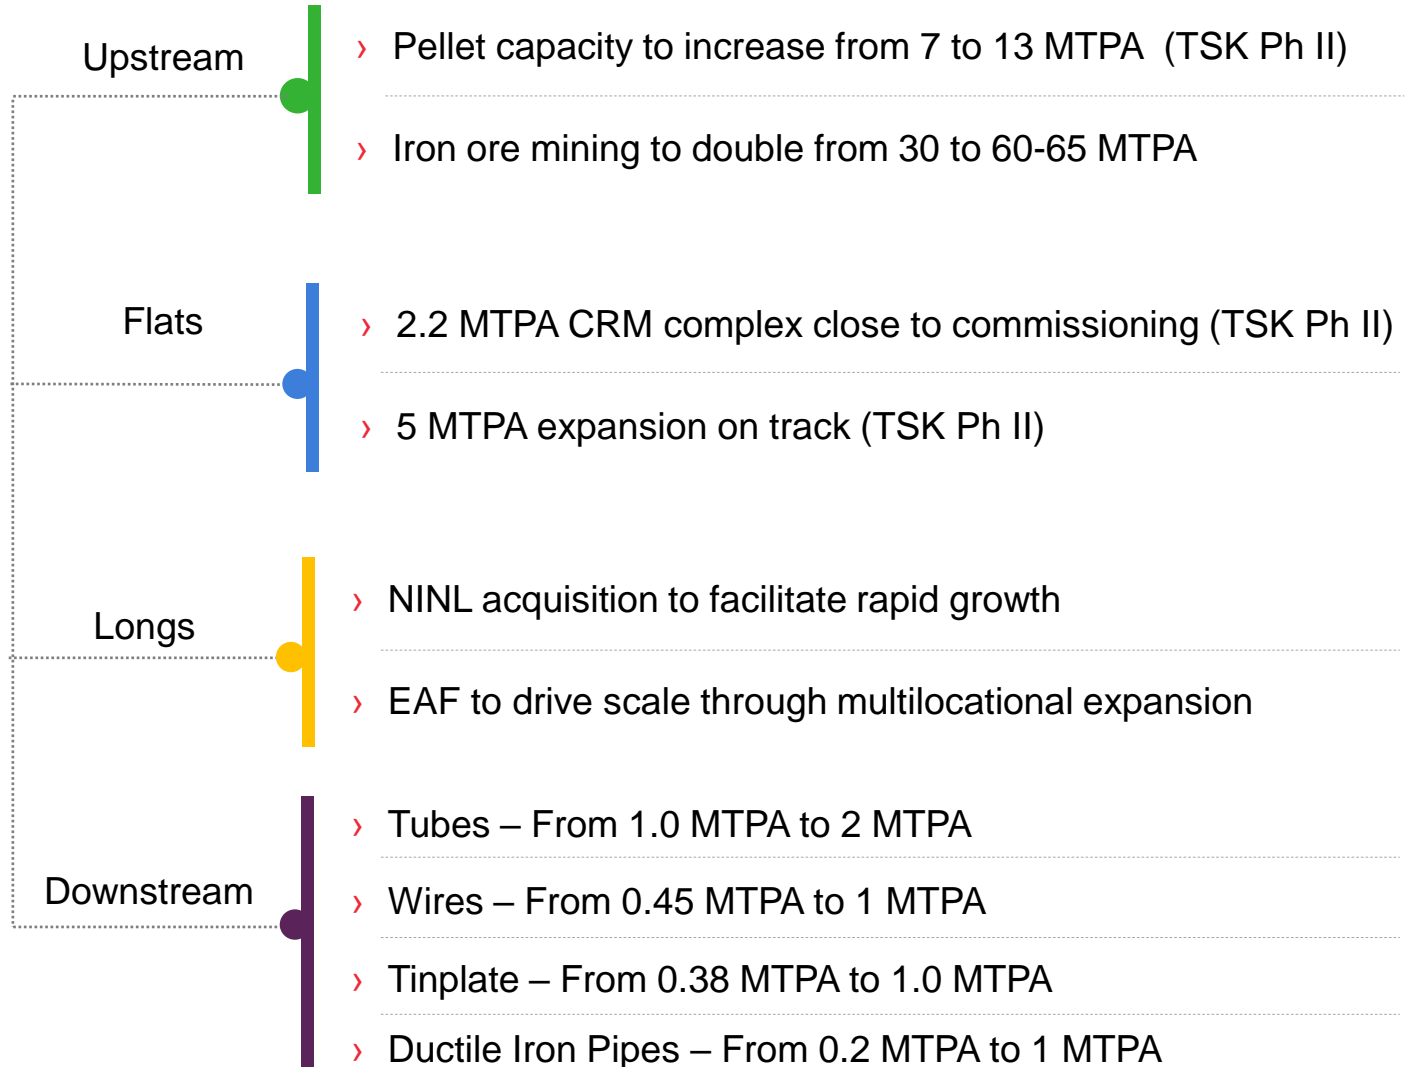 Upstream
› Pellet capacity to increase from 7 to 13 MTPA (TSK Ph II)
› Iron ore mining to double from 30 to 60-65 MTPA
Flats
› 2.2 MTPA CRM complex close to commissioning (TSK Ph II)
› 5 MTPA expansion on track (TSK Ph II)
Longs
› NINL acquisition to facilitate rapid growth
› EAF to drive scale through multilocational expansion
Downstream
› Tubes – From 1.0 MTPA to 2 MTPA
› Wires – From 0.45 MTPA to 1 MTPA
› Tinplate – From 0.38 MTPA to 1.0 MTPA
› Ductile Iron Pipes – From 0.2 MTPA to 1 MTPA